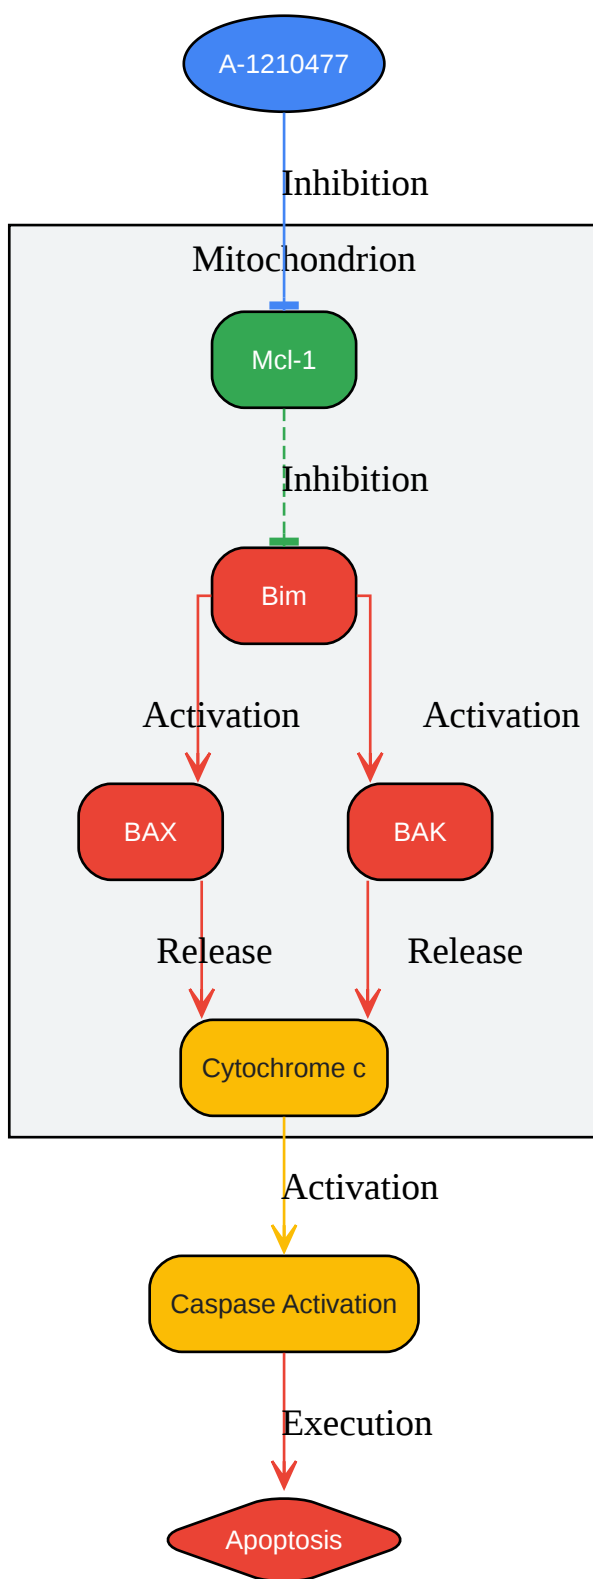 A-1210477
Inhibition
Mitochondrion
Mcl-1
Inhibition
Bim
Activation
Activation
BAX
BAK
Release
Release
Cytochrome c
Activation
Caspase Activation
Execution
Apoptosis